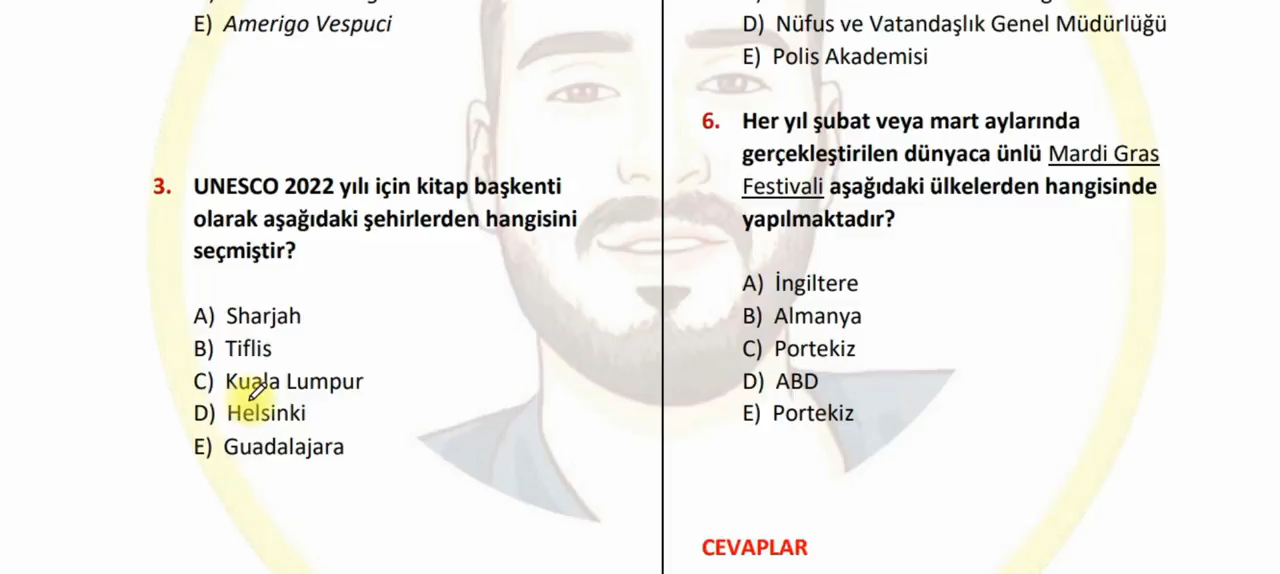 E) Amerigo Vespuci
3. UNESCO 2022 yılı için kitap başkenti
olarak aşağıdaki şehirlerden hangisini
seçmiştir?
A) Sharjah
B) Tiflis
C) Kuala Lumpur
D) Helsinki
E) Guadalajara
D) Nüfus ve Vatandaşlık Genel Müdürlüğü
E) Polis Akademisi
6. Her yıl şubat veya mart aylarında
gerçekleştirilen dünyaca ünlü Mardi Gras
Festivali aşağıdaki ülkelerden hangisinde
yapılmaktadır?
A) İngiltere
B) Almanya
C) Portekiz
D) ABD
E) Portekiz
CEVAPLAR